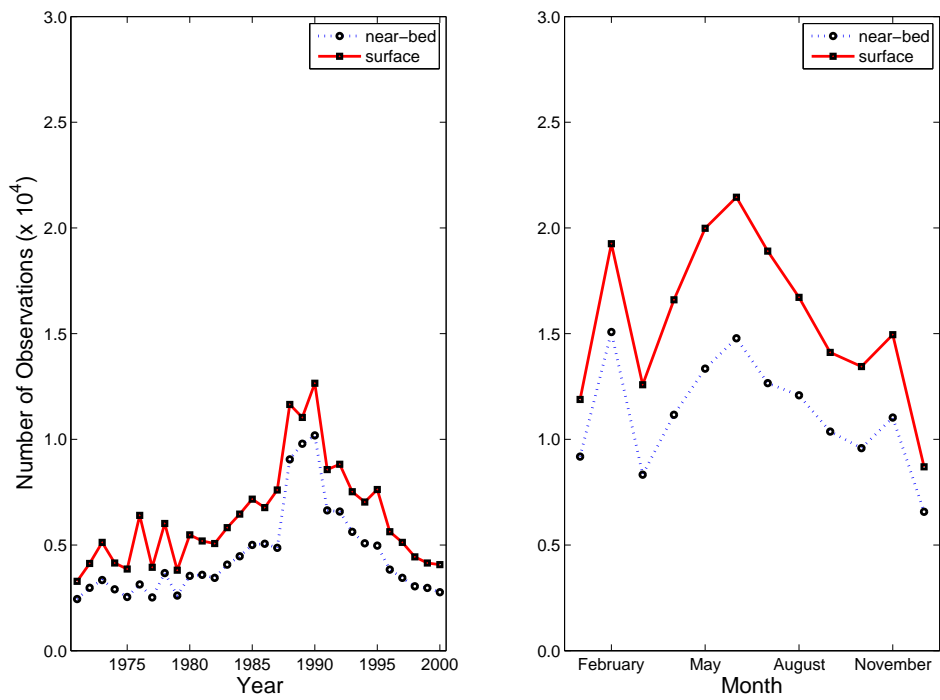 Number of Observations (x 10^4)
3.0
2.5
2.0
1.5
1.0
0.5
0.0
near−bed
surface
1975 1980 1985 1990 1995 2000
Year
3.0
2.5
2.0
1.5
1.0
0.5
0.0
near−bed
surface
February May August November
Month